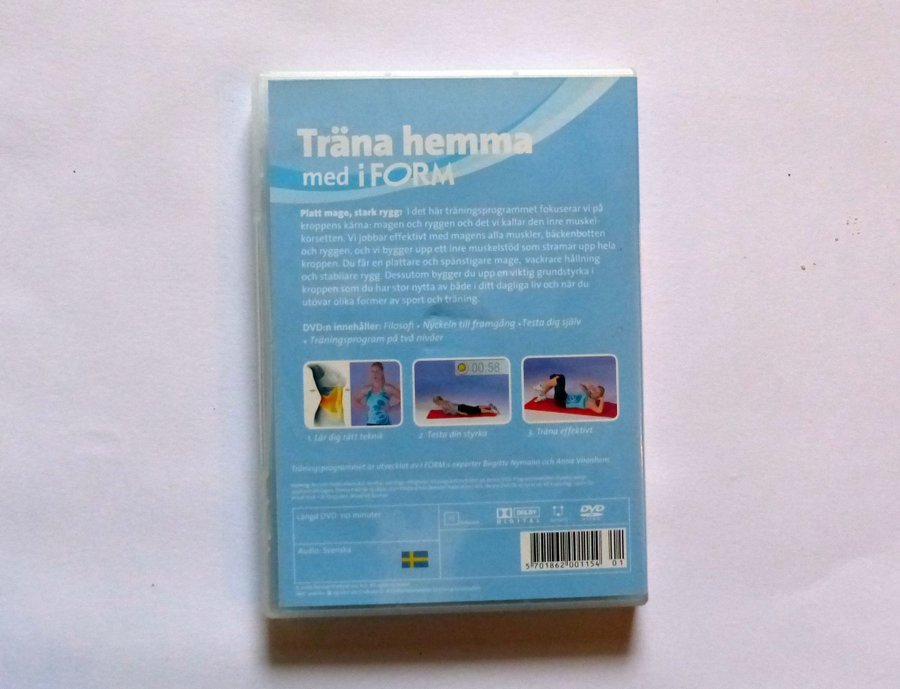 Träna hemma
med i FORM
Platt mage, stark rygg: I det här träningsprogrammet fokuserar vi på
kroppens kärna: magen och ryggen och det vi kallar den inre muskel-
korsetten. Vi jobbar effektivt med magens alla muskler, bäckenbotten
och ryggen, och vi bygger upp ett inre muskelstöd som stramar upp hela
kroppen. Du får en plattare och spänstigare mage, vackrare hållning
och stabilare rygg. Dessutom bygger du upp en viktig grundstyrka i
kroppen som du har stor nytta av både i ditt dagliga liv och när du
utövar olika former av sport och träning.
DVD:n innehåller: Filosofi • Nyckeln till framgång • Testa dig själv
• Träningsprogram på två nivåer
00:58
1. Lär dig rätt teknik
2. Testa din styrka
3. Träna effektivt
Träningsprogrammet är utvecklat av I FORM:s experter Birgitte Nymann och Anne
Längd DVD: 110 minuter
DOLBY
DIGITAL
DVD
Audio: Svenska
5 701862 001154 01